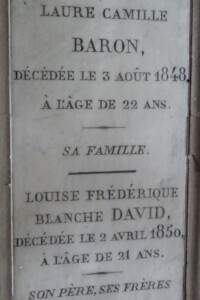 LAURE CAMILLE
BARON,
DÉCÉDÉE LE 3 AOÛT 1848,
À L'ÂGE DE 22 ANS.
SA FAMILLE.
LOUISE FRÉDÉRIQUE
BLANCHE DAVID,
DÉCÉDÉE LE 2 AVRIL 1850,
À L'ÂGE DE 21 ANS.
SON PÈRE, SES FRÈRES